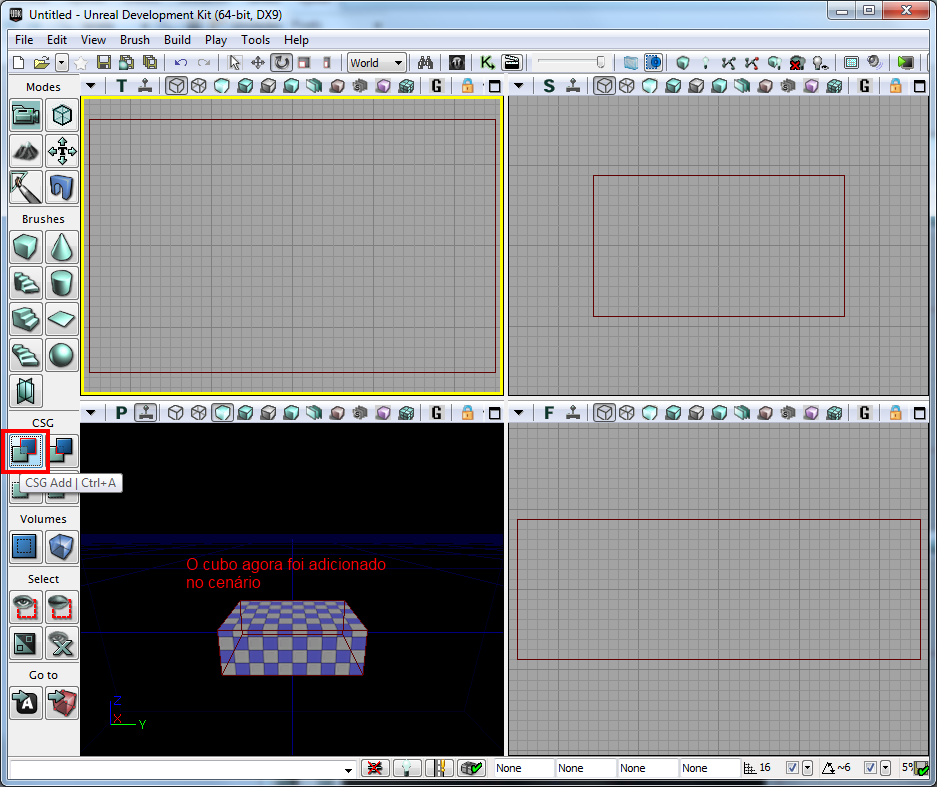 UDK Untitled - Unreal Development Kit (64-bit, DX9)
File Edit View Brush Build Play Tools Help
World
Modes
T
G
S
G
Brushes
CSG
P
G
F
G
CSG Add | Ctrl+A
Volumes
O cubo agora foi adicionado
no cenário
Select
Go to
A
Z
X
Y
None None None None 16 ~6 5%